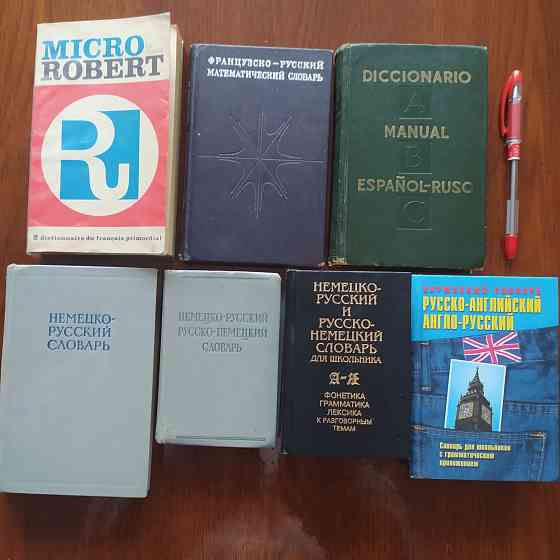 MICRO
ROBERT
Ru
dictionnaire du français primordial
ФРАНЦУЗСКО-РУССКИЙ
МАТЕМАТИЧЕСКИЙ СЛОВАРЬ
DICCIONARIO
A
MANUAL
B
ESPAÑOL-RUSO
C
НЕМЕЦКО-
РУССКИЙ
СЛОВАРЬ
НЕМЕЦКО-РУССКИЙ
РУССКО-НЕМЕЦКИЙ
СЛОВАРЬ
НЕМЕЦКО-
РУССКИЙ
И
РУССКО-
НЕМЕЦКИЙ
СЛОВАРЬ
ДЛЯ ШКОЛЬНИКА
А-Я
ФОНЕТИКА
ГРАММАТИКА
ЛЕКСИКА
К РАЗГОВОРНЫМ
ТЕМАМ
РУССКО-АНГЛИЙСКИЙ
АНГЛО-РУССКИЙ
Словарь для школьников
с грамматическим
приложением